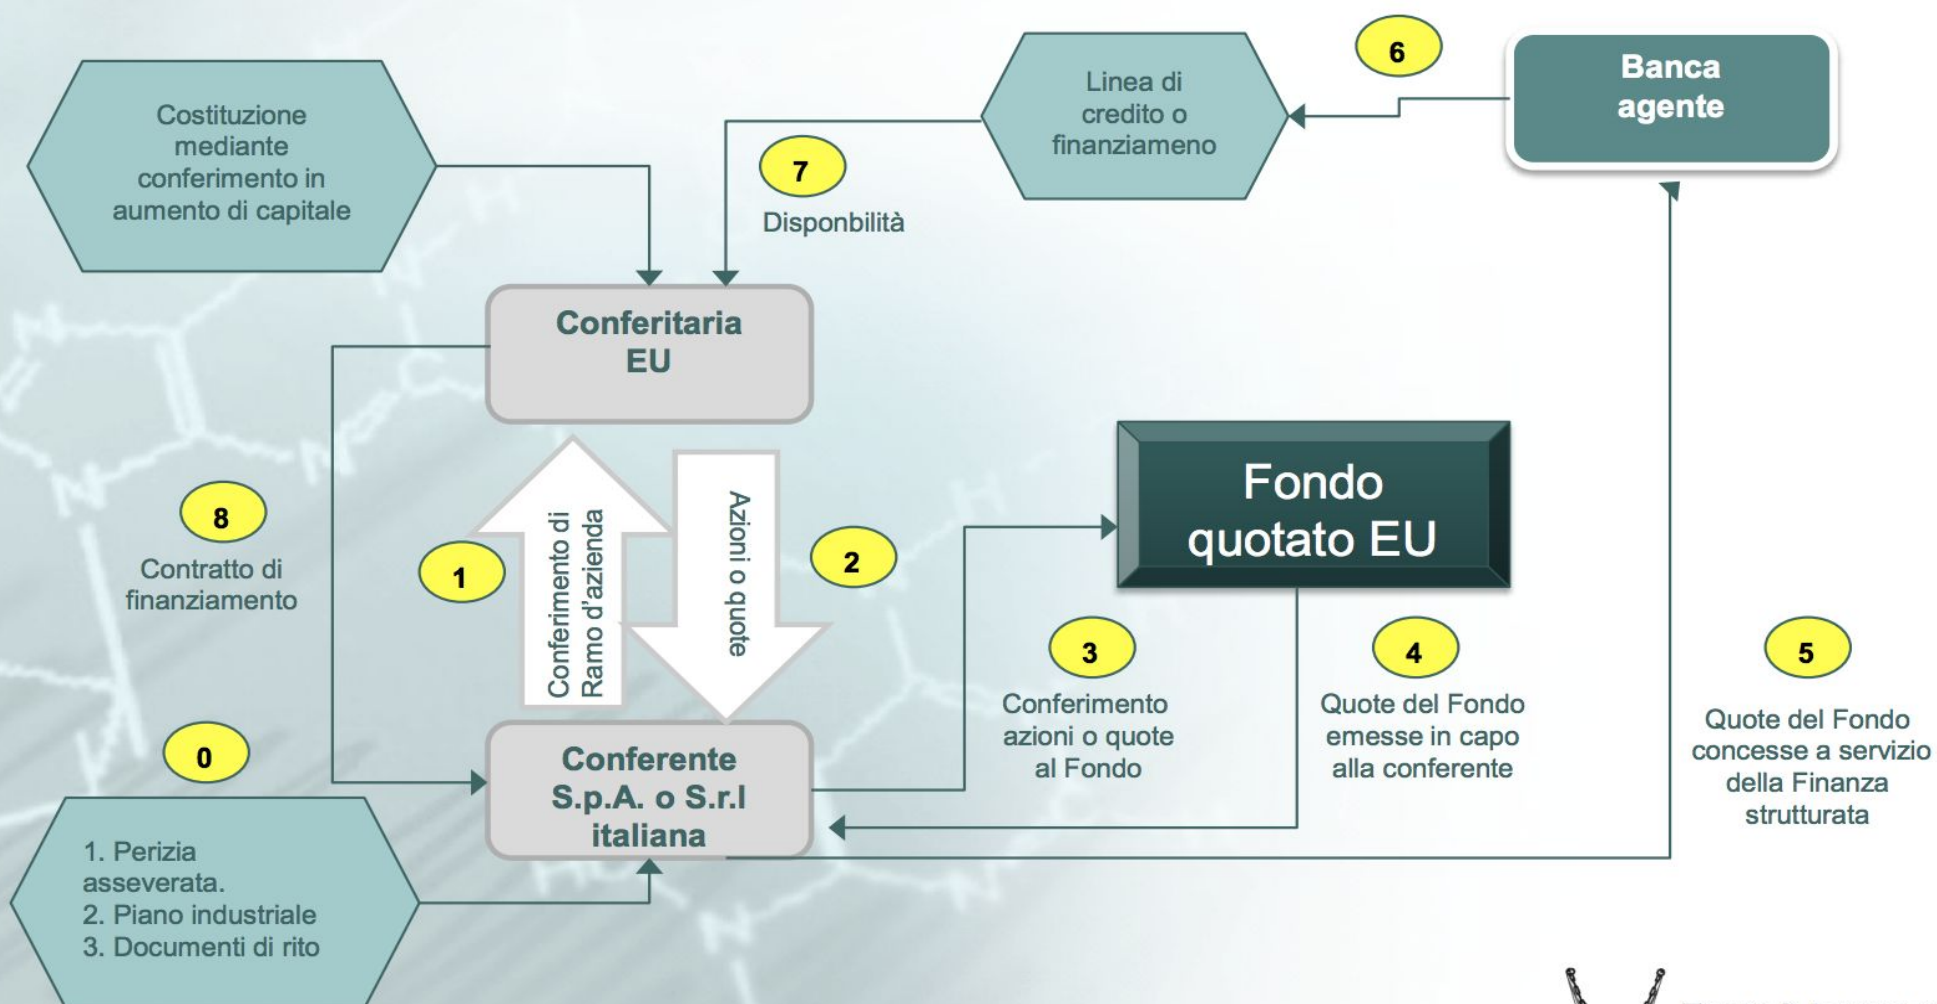 6
Banca
agente
Linea di
credito o
finanziameno
Costituzione
mediante
conferimento in
aumento di capitale
7
Disponbilità
Conferitaria
EU
Fondo
quotato EU
8
Contratto di
finanziamento
1
Conferimento di
Ramo d'azienda
Azioni o quote
2
3
Conferimento
azioni o quote
al Fondo
4
Quote del Fondo
emesse in capo
alla conferente
5
Quote del Fondo
concesse a servizio
della Finanza
strutturata
0
Conferente
S.p.A. o S.r.l
italiana
1. Perizia
asseverata.
2. Piano industriale
3. Documenti di rito